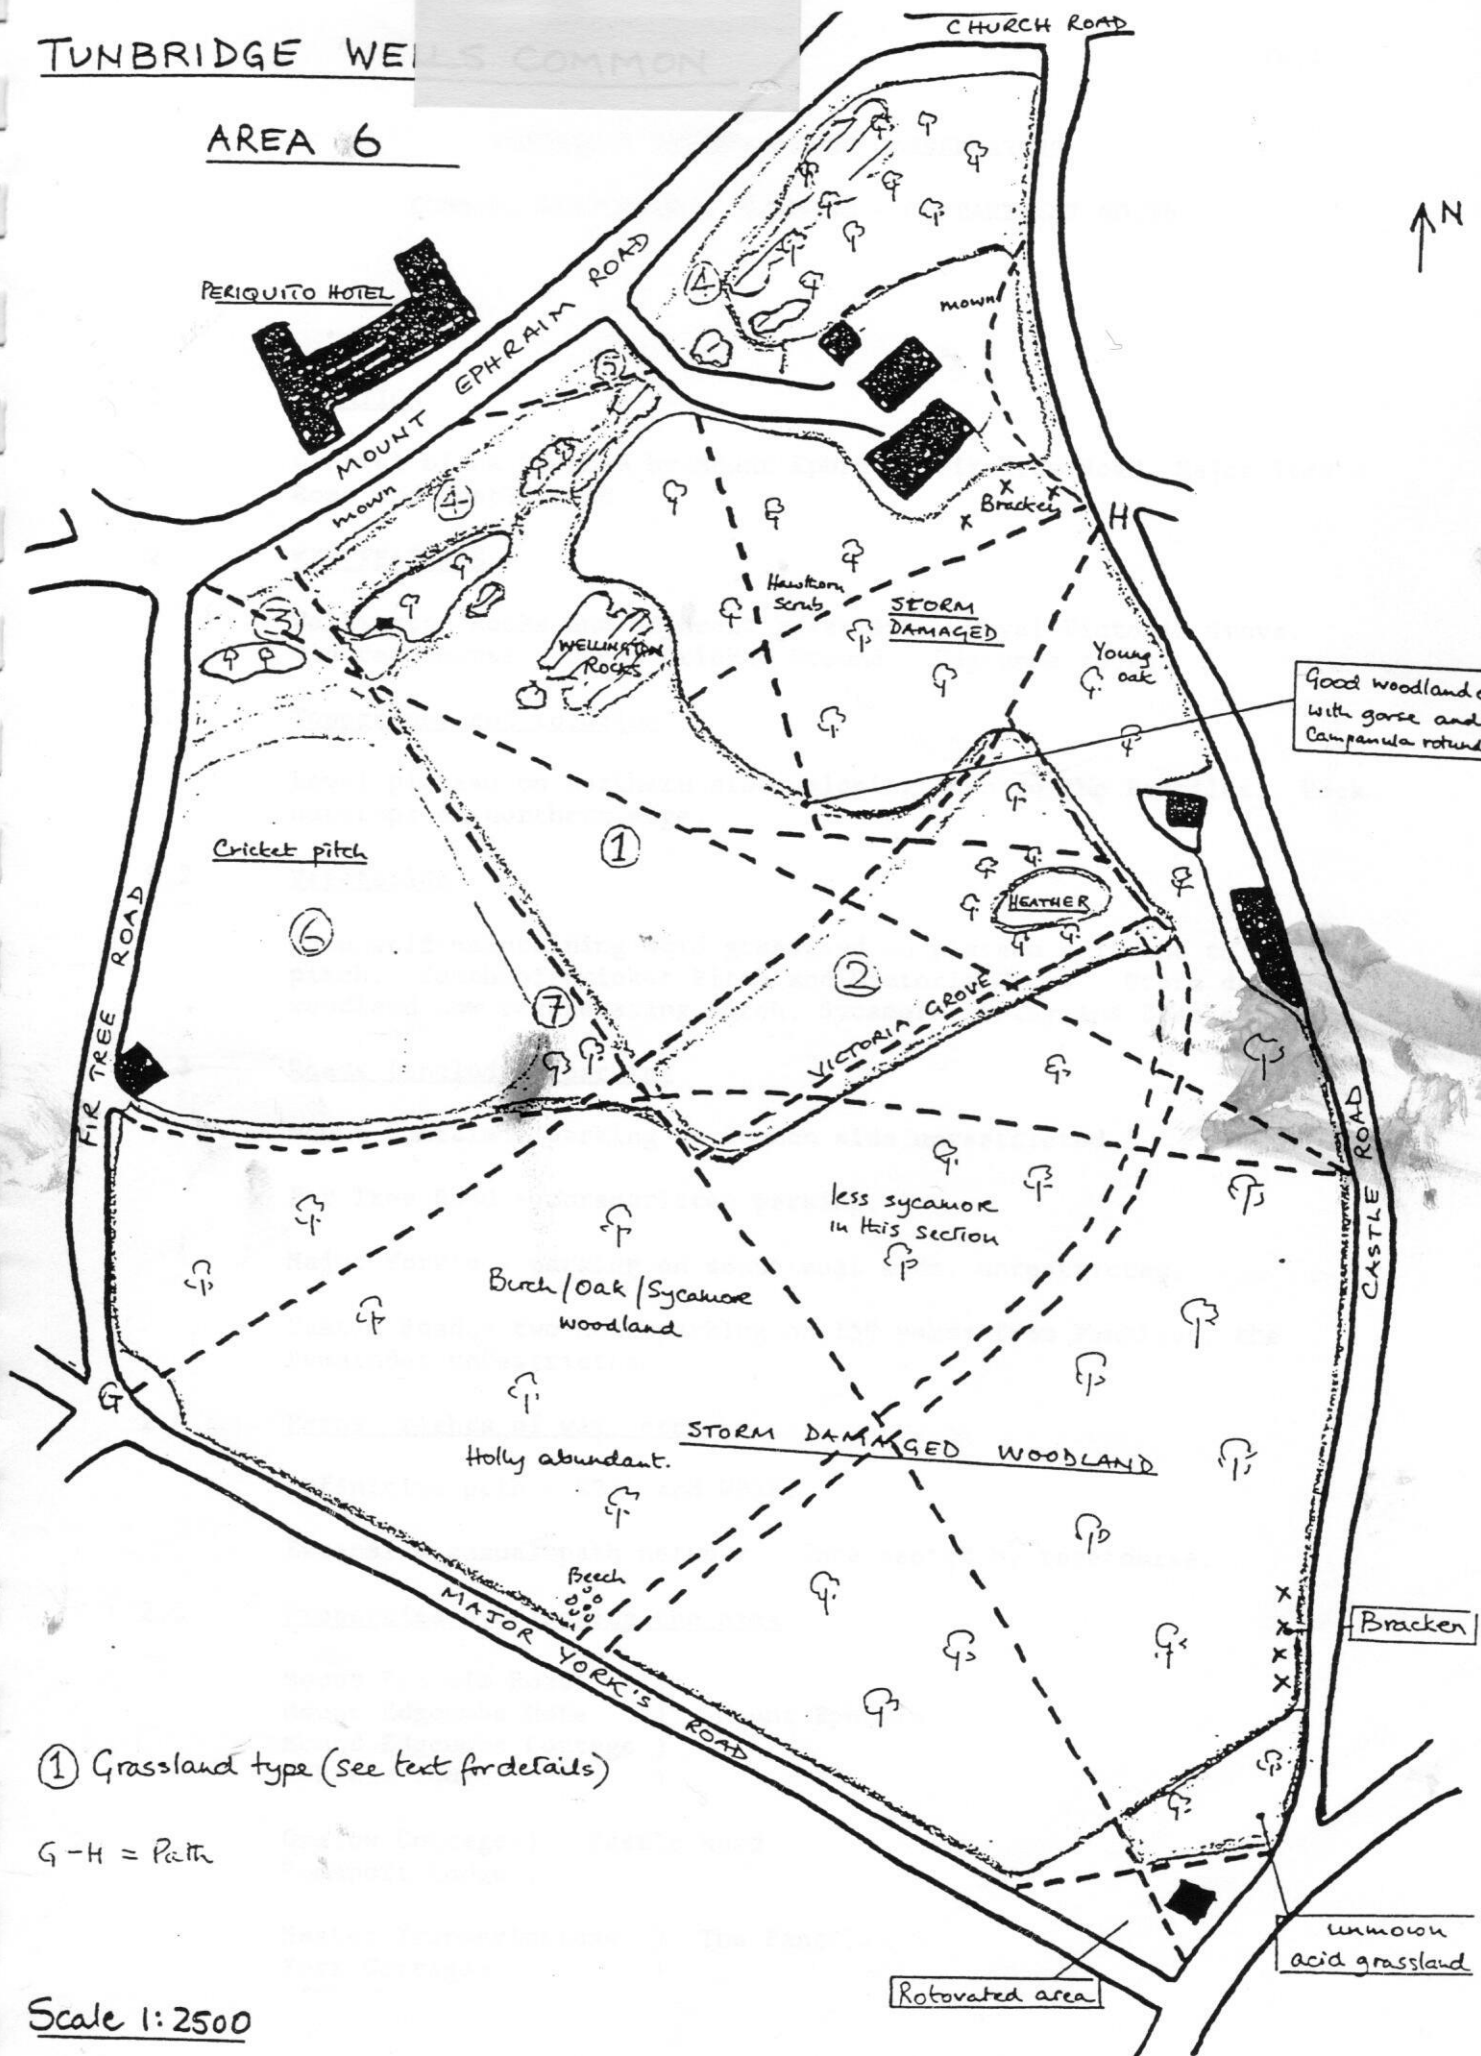 TUNBRIDGE WELLS COMMON
AREA 6
CHURCH ROAD
N
PERIQUITO HOTEL
MOUNT EPHRAIM ROAD
4
mown
5
mown
4
Bracken
H
Hawthorn
scrub
STORM
DAMAGED
3
WELLINGTON
ROCKS
Young
oak
Good woodland
with gorse and
Campanula
1
Cricket pitch
HEATHER
6
2
7
VICTORIA GROVE
FIR TREE ROAD
CASTLE ROAD
less sycamore
in this section
Birch/Oak/Sycamore
woodland
G
STORM DAMAGED WOODLAND
Holly abundant.
Beech
MAJOR YORK'S ROAD
Bracken
1 Grassland type (see text for details)
G-H = Path
unmown
acid grassland
Rotovated area
Scale 1:2500